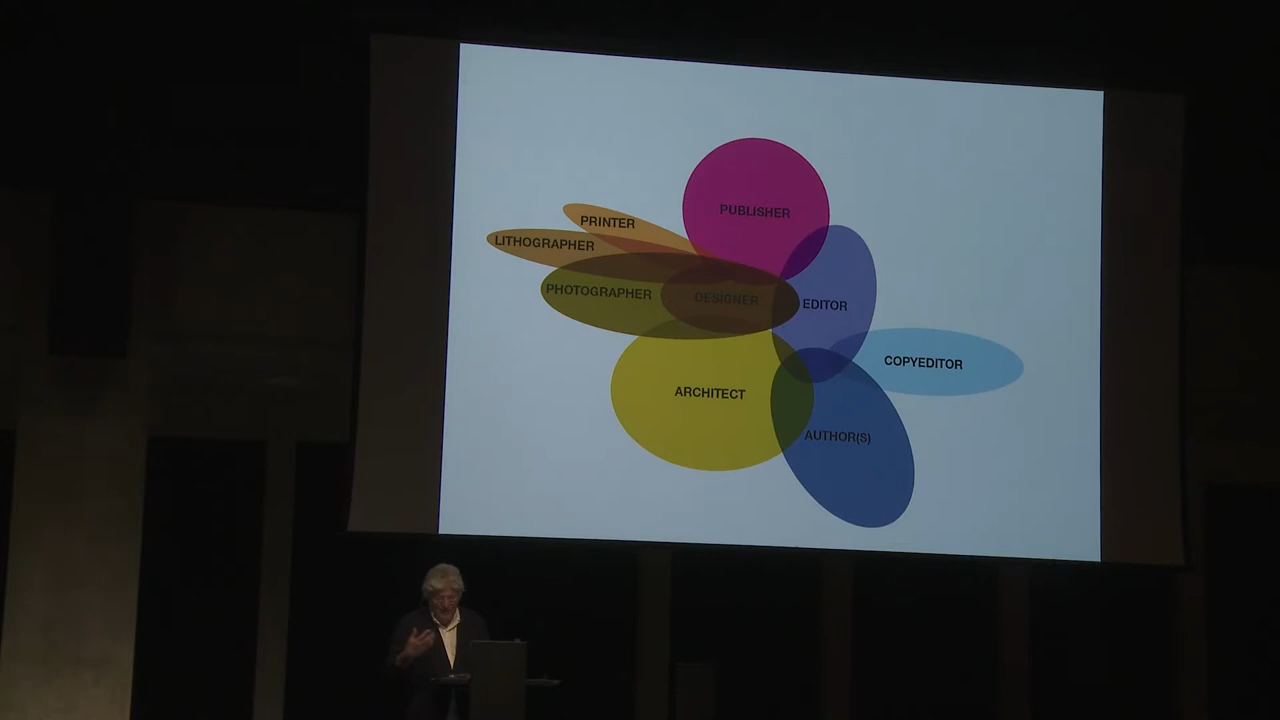 PUBLISHER
PRINTER
LITHOGRAPHER
PHOTOGRAPHER
DESIGNER
EDITOR
COPYEDITOR
ARCHITECT
AUTHOR(S)